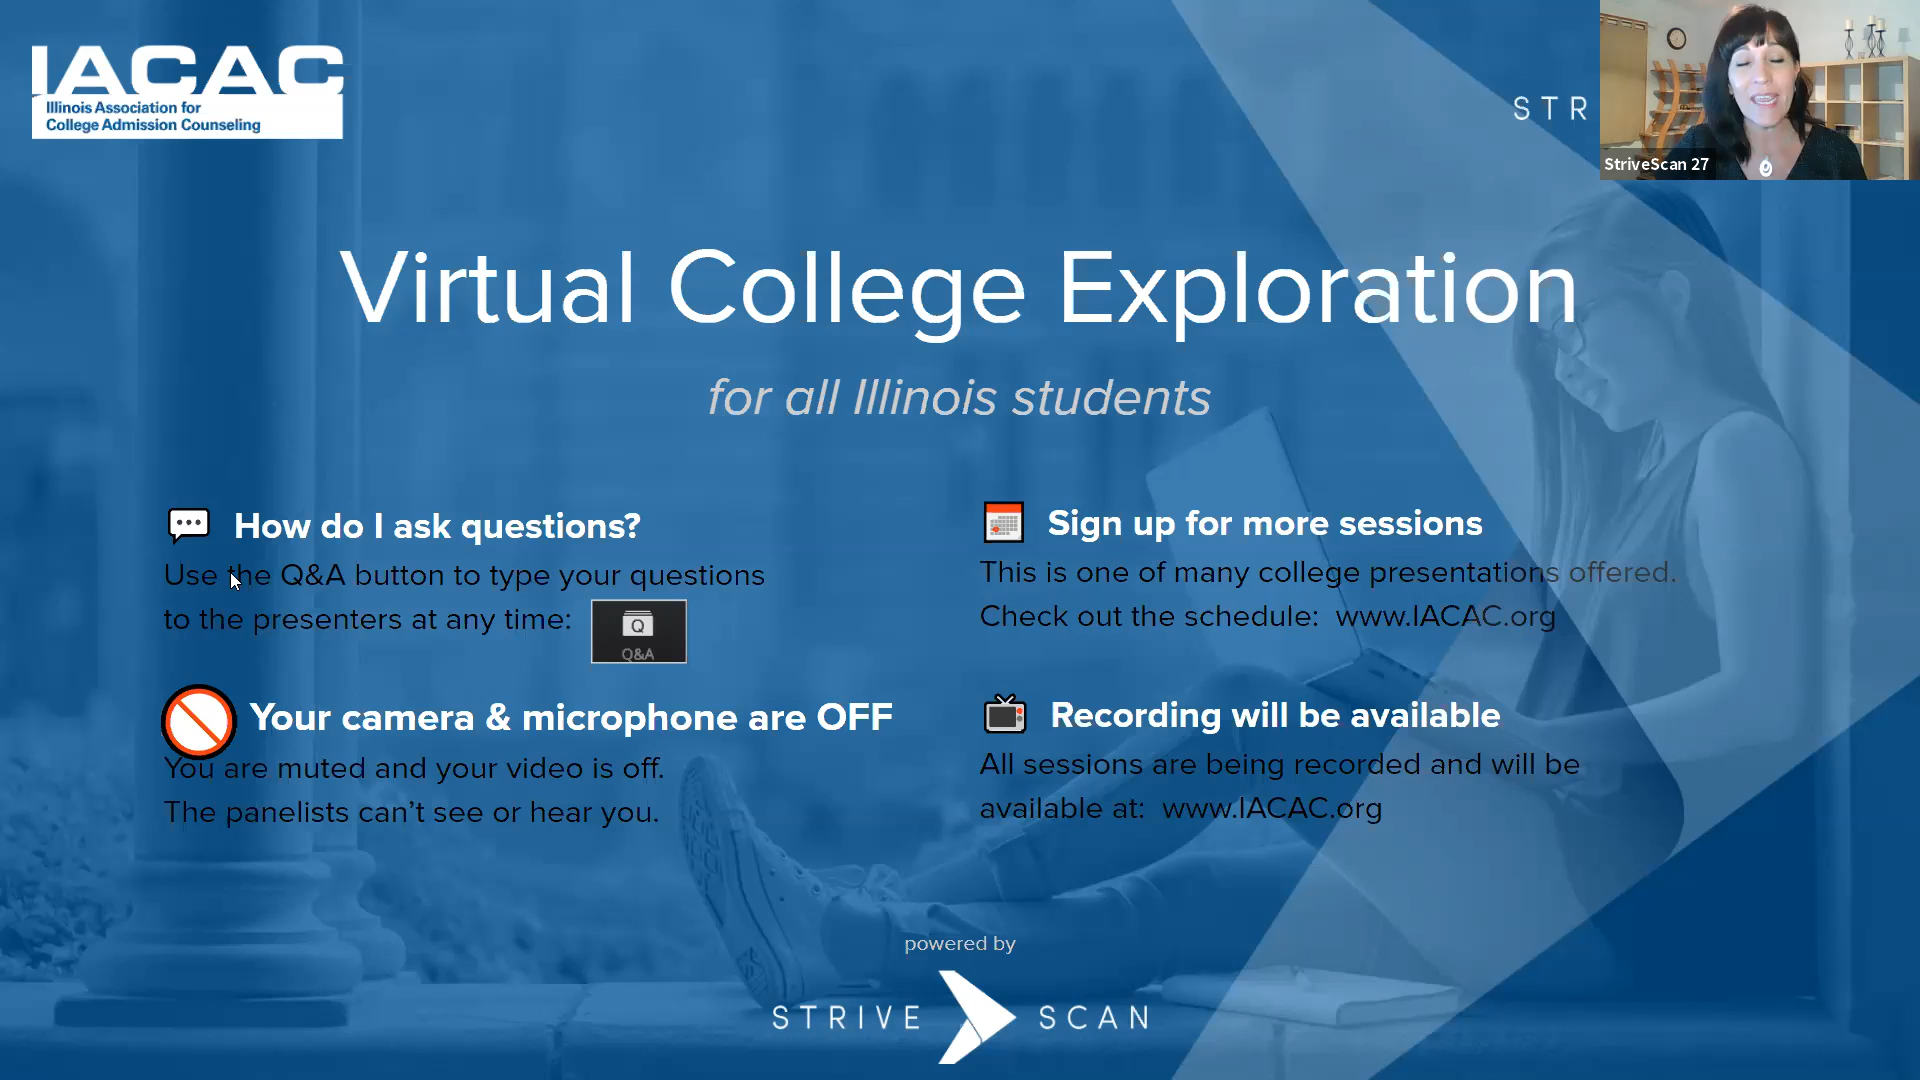 IACAC
Illinois Association for
College Admission Counseling
STR
StriveScan 27
Virtual College Exploration
for all Illinois students
How do I ask questions?
Use the Q&A button to type your questions
to the presenters at any time:
Q
Q&A
Sign up for more sessions
This is one of many college presentations offered.
Check out the schedule: www.IACAC.org
Your camera & microphone are OFF
You are muted and your video is off.
The panelists can’t see or hear you.
Recording will be available
All sessions are being recorded and will be
available at: www.IACAC.org
powered by
STRIVE SCAN